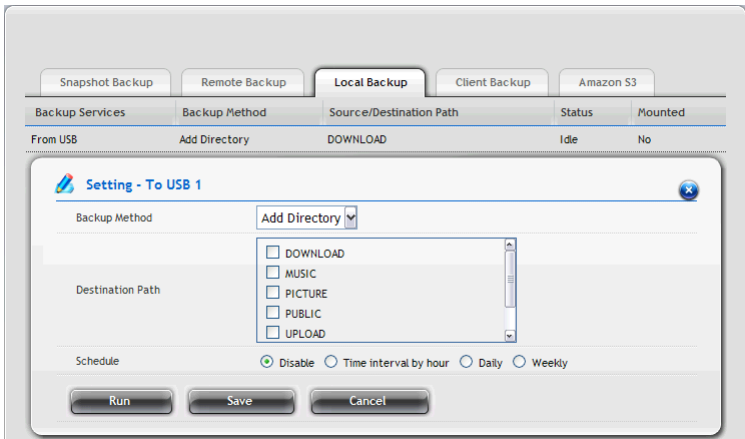 Snapshot Backup Remote Backup Local Backup Client Backup Amazon S3
Backup Services Backup Method Source/Destination Path Status Mounted
From USB Add Directory DOWNLOAD Idle No
Setting - To USB 1
Backup Method Add Directory
Destination Path
DOWNLOAD
MUSIC
PICTURE
PUBLIC
UPLOAD
Schedule Disable Time interval by hour Daily Weekly
Run Save Cancel